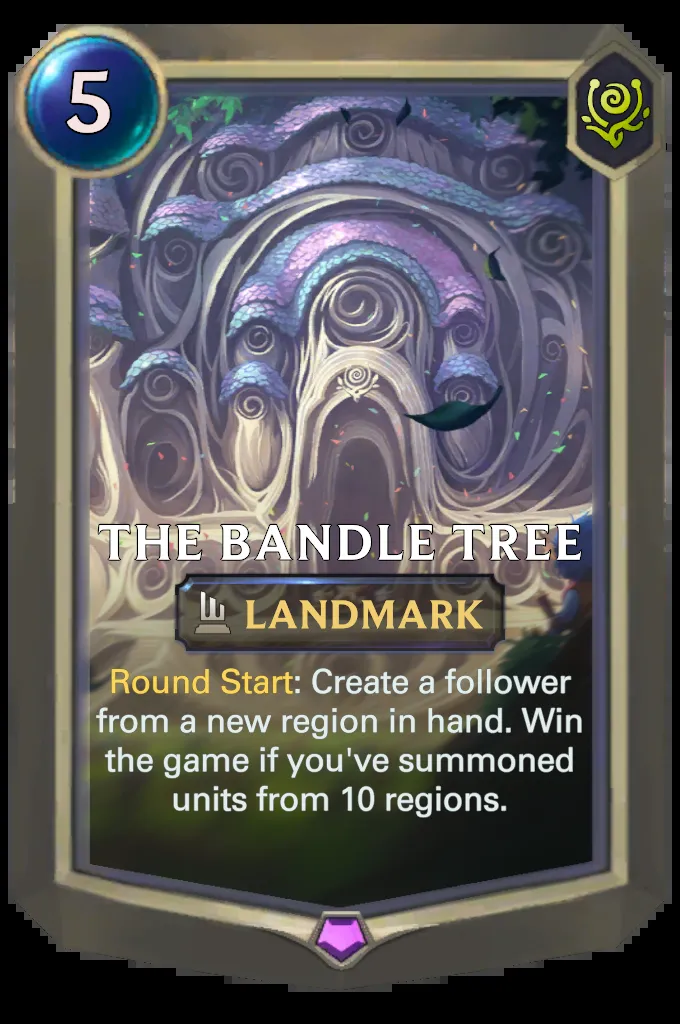 5
THE BANDLE TREE
LANDMARK
Round Start: Create a follower
from a new region in hand. Win
the game if you've summoned
units from 10 regions.